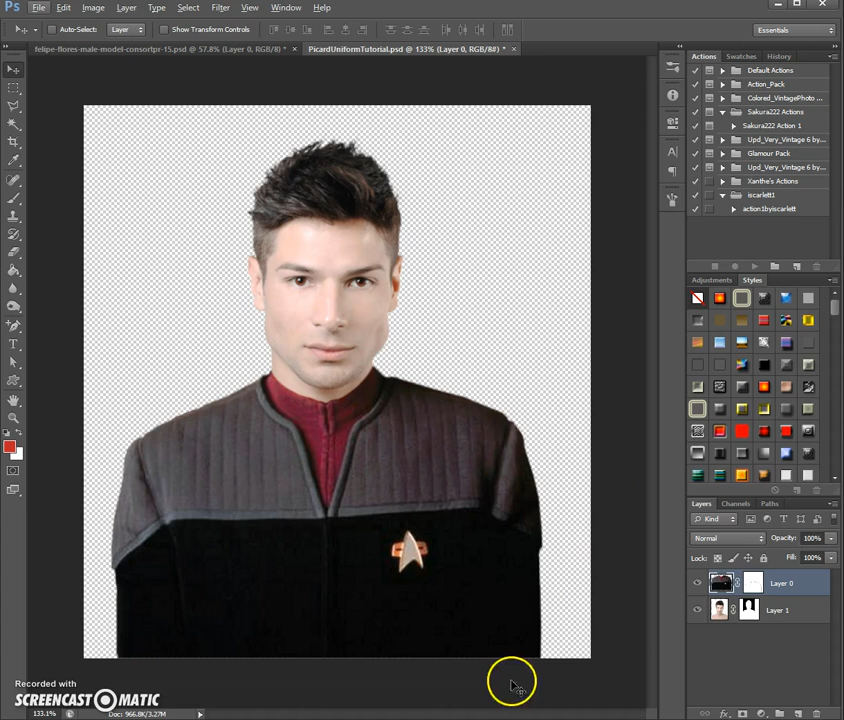 Ps File Edit Image Layer Type Select Filter View Window Help
Auto-Select: Layer Show Transform Controls Essentials
felipe-flores-male-model-consortpr-15.psd @ 57.8% (Layer 0, RGB/8) * × PicardUniformTutorial.psd @ 133% (Layer 0, RGB/8#) * ×
Actions Swatches History
Default Actions
Action_Pack
Colored_VintagePhoto ...
Sakura222 Actions
Sakura222 Action 1
Upd_Very_Vintage 6 by...
Glamour Pack
Upd_Very_Vintage 6 by...
Xanthe's Actions
iscarlett1
action1byiscarlett
Adjustments Styles
Layers Channels Paths
Kind
Normal Opacity: 100%
Lock: Fill: 100%
Layer 0
Layer 1
Recorded with
SCREENCAST O MATIC
133.1% Doc: 966.8K/3.27M